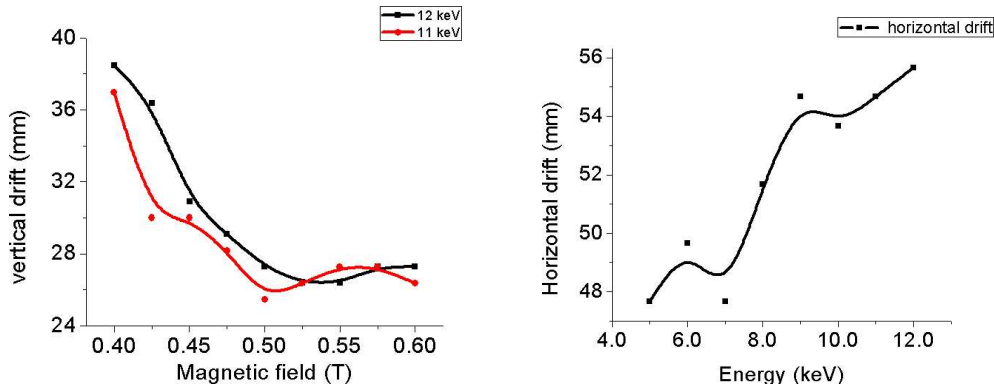 12 keV
11 keV
vertical drift (mm)
40
36
32
28
24
0.40 0.45 0.50 0.55 0.60
Magnetic field (T)
horizontal drift
Horizontal drift (mm)
56
54
52
50
48
4.0 6.0 8.0 10.0 12.0
Energy (keV)